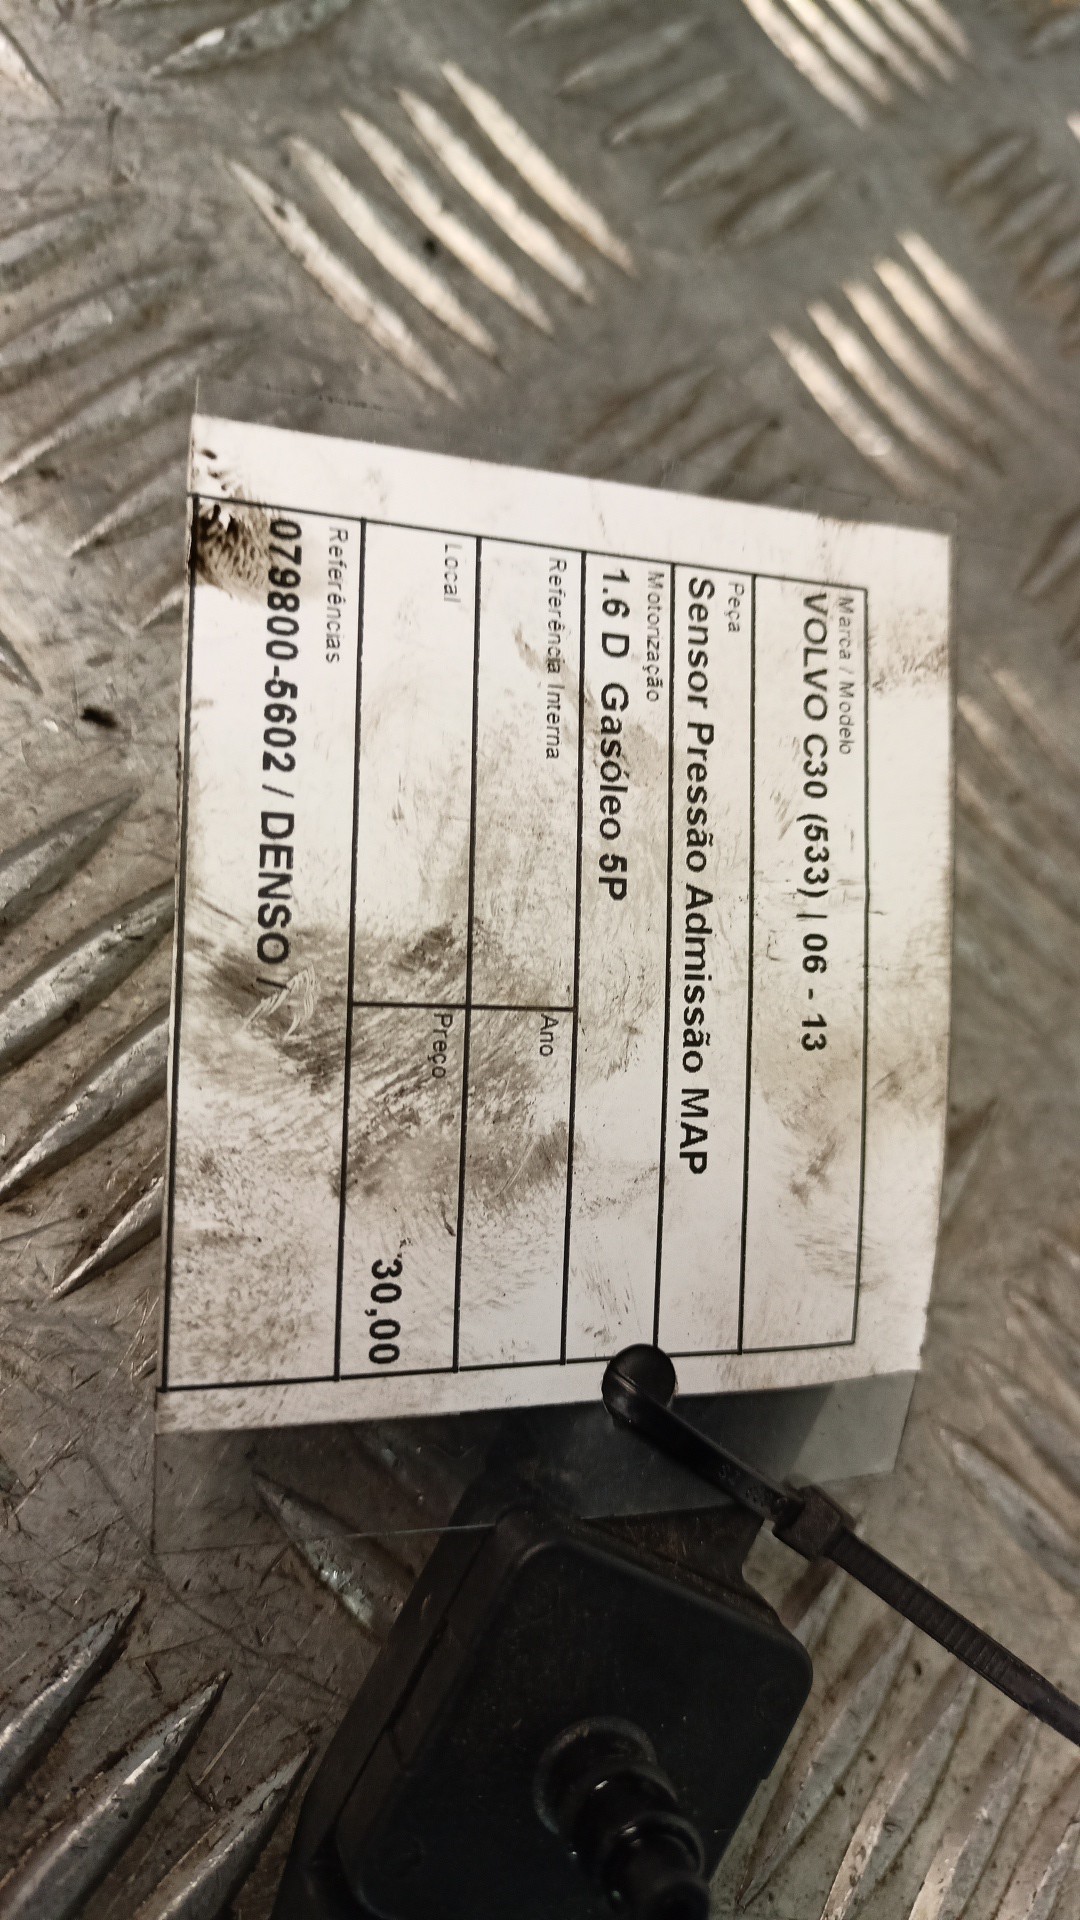 Marca / Modelo
VOLVO C30 (533) | 06 - 13
Peça
Sensor Pressão Admissão MAP
Motorização
1.6 D Gasóleo 5P
Referência Interna
Ano
Local
Preço
30,00
Referências
079800-5602 / DENSO /